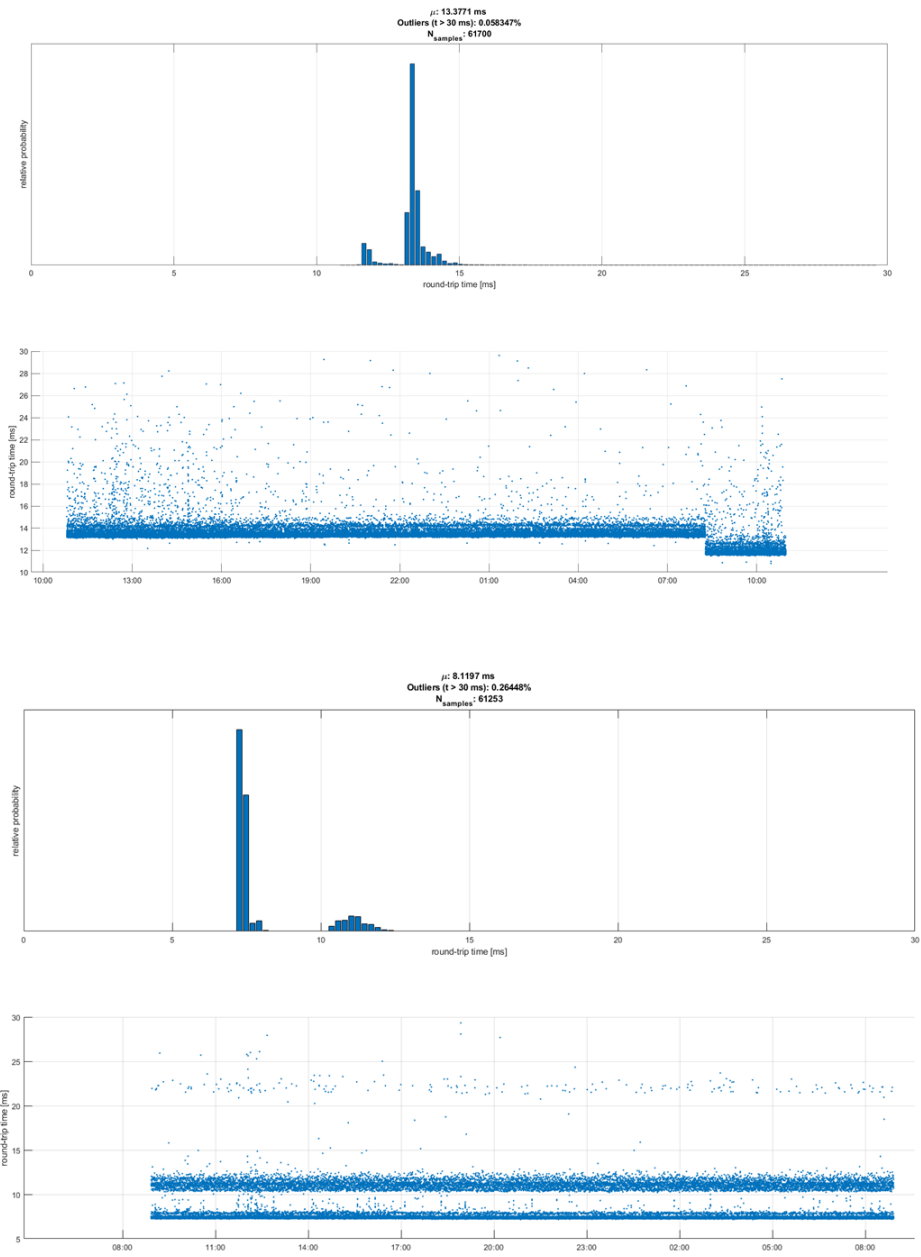 μ: 13.3771 ms
Outliers (t > 30 ms): 0.058347%
Nsamples: 61700
relative probability
0 5 10 15 20 25 30
round-trip time [ms]
30
28
26
24
22
20
18
16
14
12
10
round-trip time [ms]
10:00 13:00 16:00 19:00 22:00 01:00 04:00 07:00 10:00
μ: 8.1197 ms
Outliers (t > 30 ms): 0.26448%
Nsamples: 61253
relative probability
0 5 10 15 20 25 30
round-trip time [ms]
30
25
20
15
10
5
round-trip time [ms]
08:00 11:00 14:00 17:00 20:00 23:00 02:00 05:00 08:00